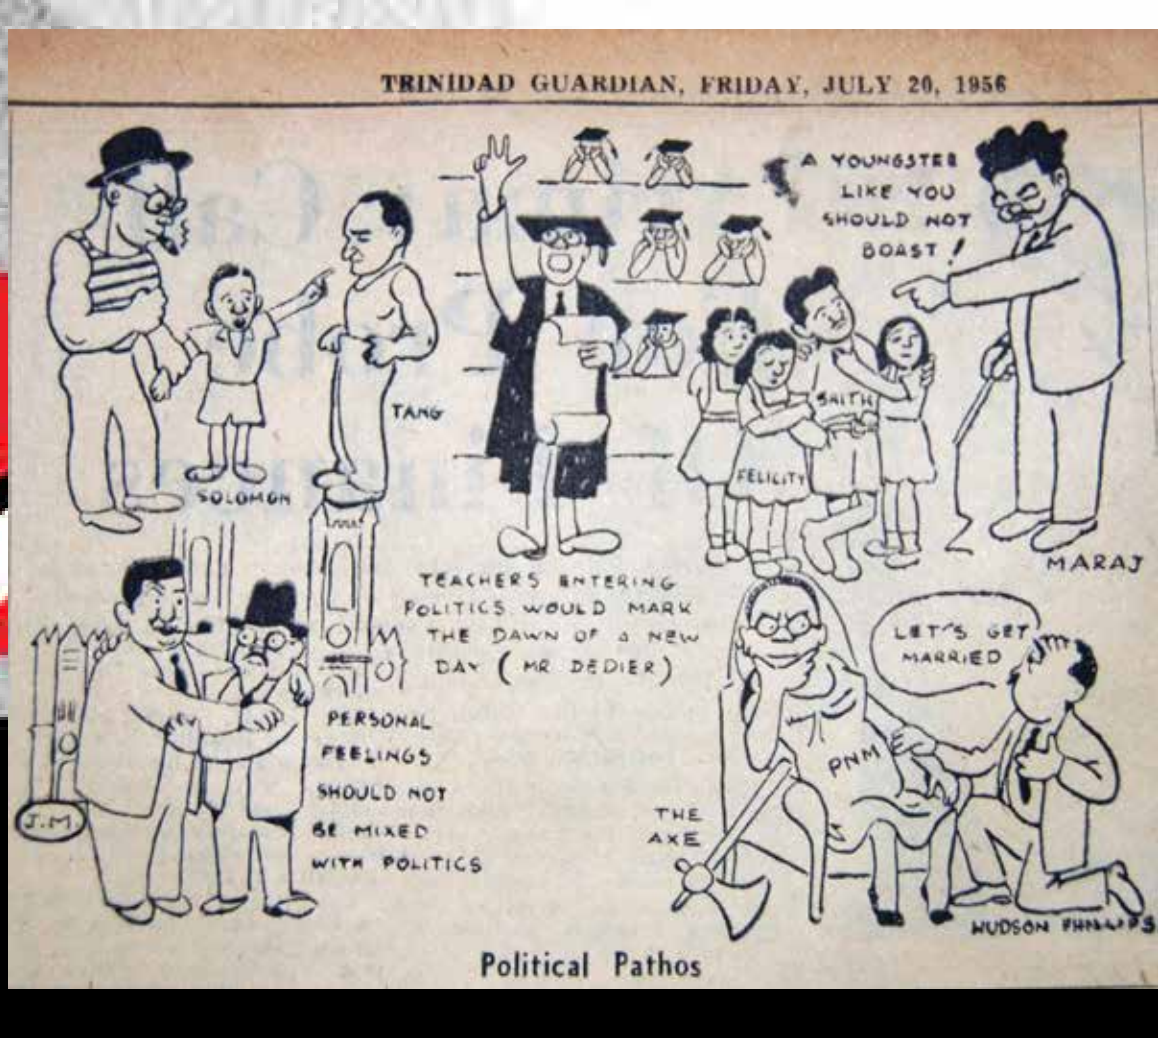 TRINIDAD GUARDIAN, FRIDAY, JULY 20, 1956
SOLOMON
TANG
A YOUNGSTER
LIKE YOU
SHOULD NOT
BOAST!
FELICITY
MARAJ
TEACHERS ENTERING
POLITICS WOULD MARK
THE DAWN OF A NEW
DAY (MR DEDIER)
J.M.
PERSONAL
FEELINGS
SHOULD NOT
BE MIXED
WITH POLITICS
LET'S GET
MARRIED
PNM
THE
AXE
HUDSON PHILLIPS
Political Pathos